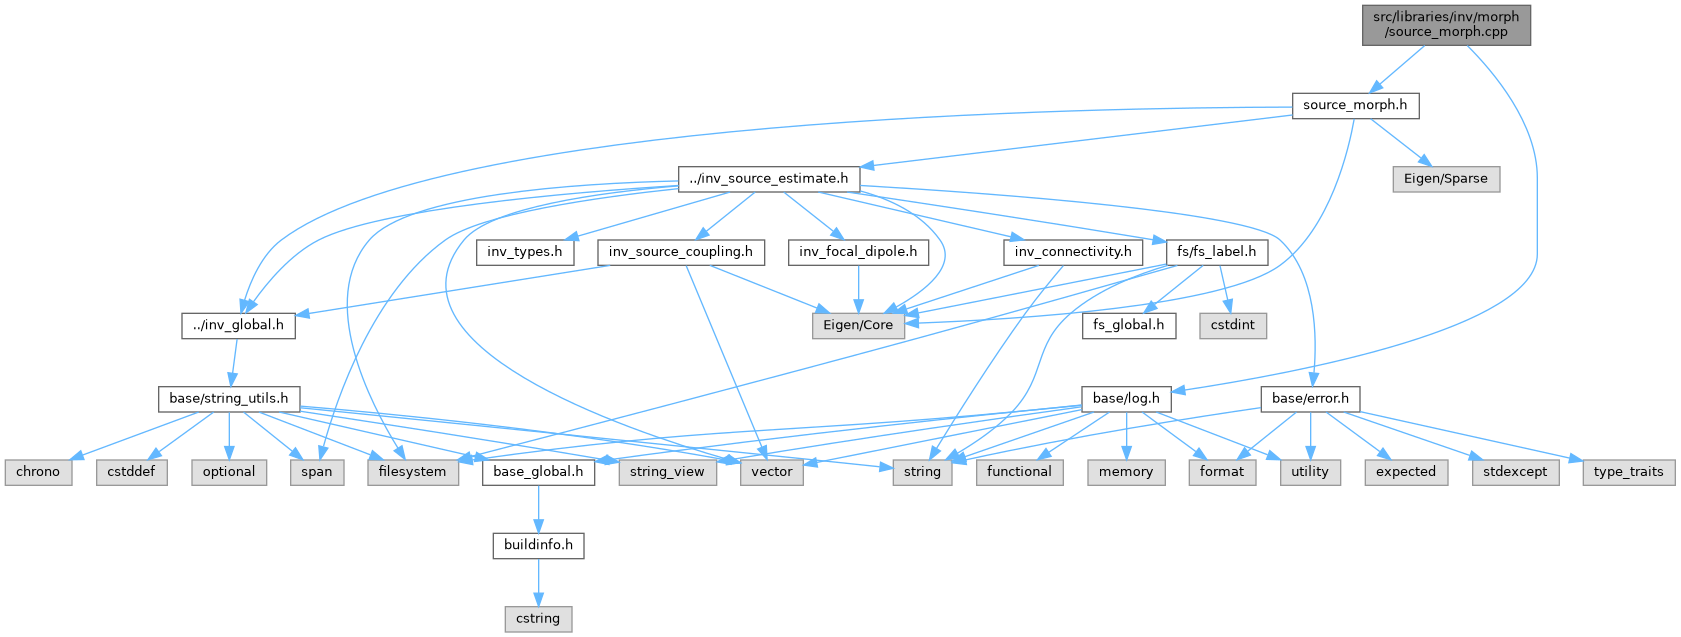 src/libraries/inv/morph
/source_morph.cpp
source_morph.h
../inv_source_estimate.h
Eigen/Sparse
inv_types.h
inv_source_coupling.h
inv_focal_dipole.h
inv_connectivity.h
fs/fs_label.h
../inv_global.h
Eigen/Core
fs_global.h
cstdint
base/string_utils.h
base/log.h
base/error.h
chrono
cstddef
optional
span
filesystem
base_global.h
string_view
vector
string
functional
memory
format
utility
expected
stdexcept
type_traits
buildinfo.h
cstring